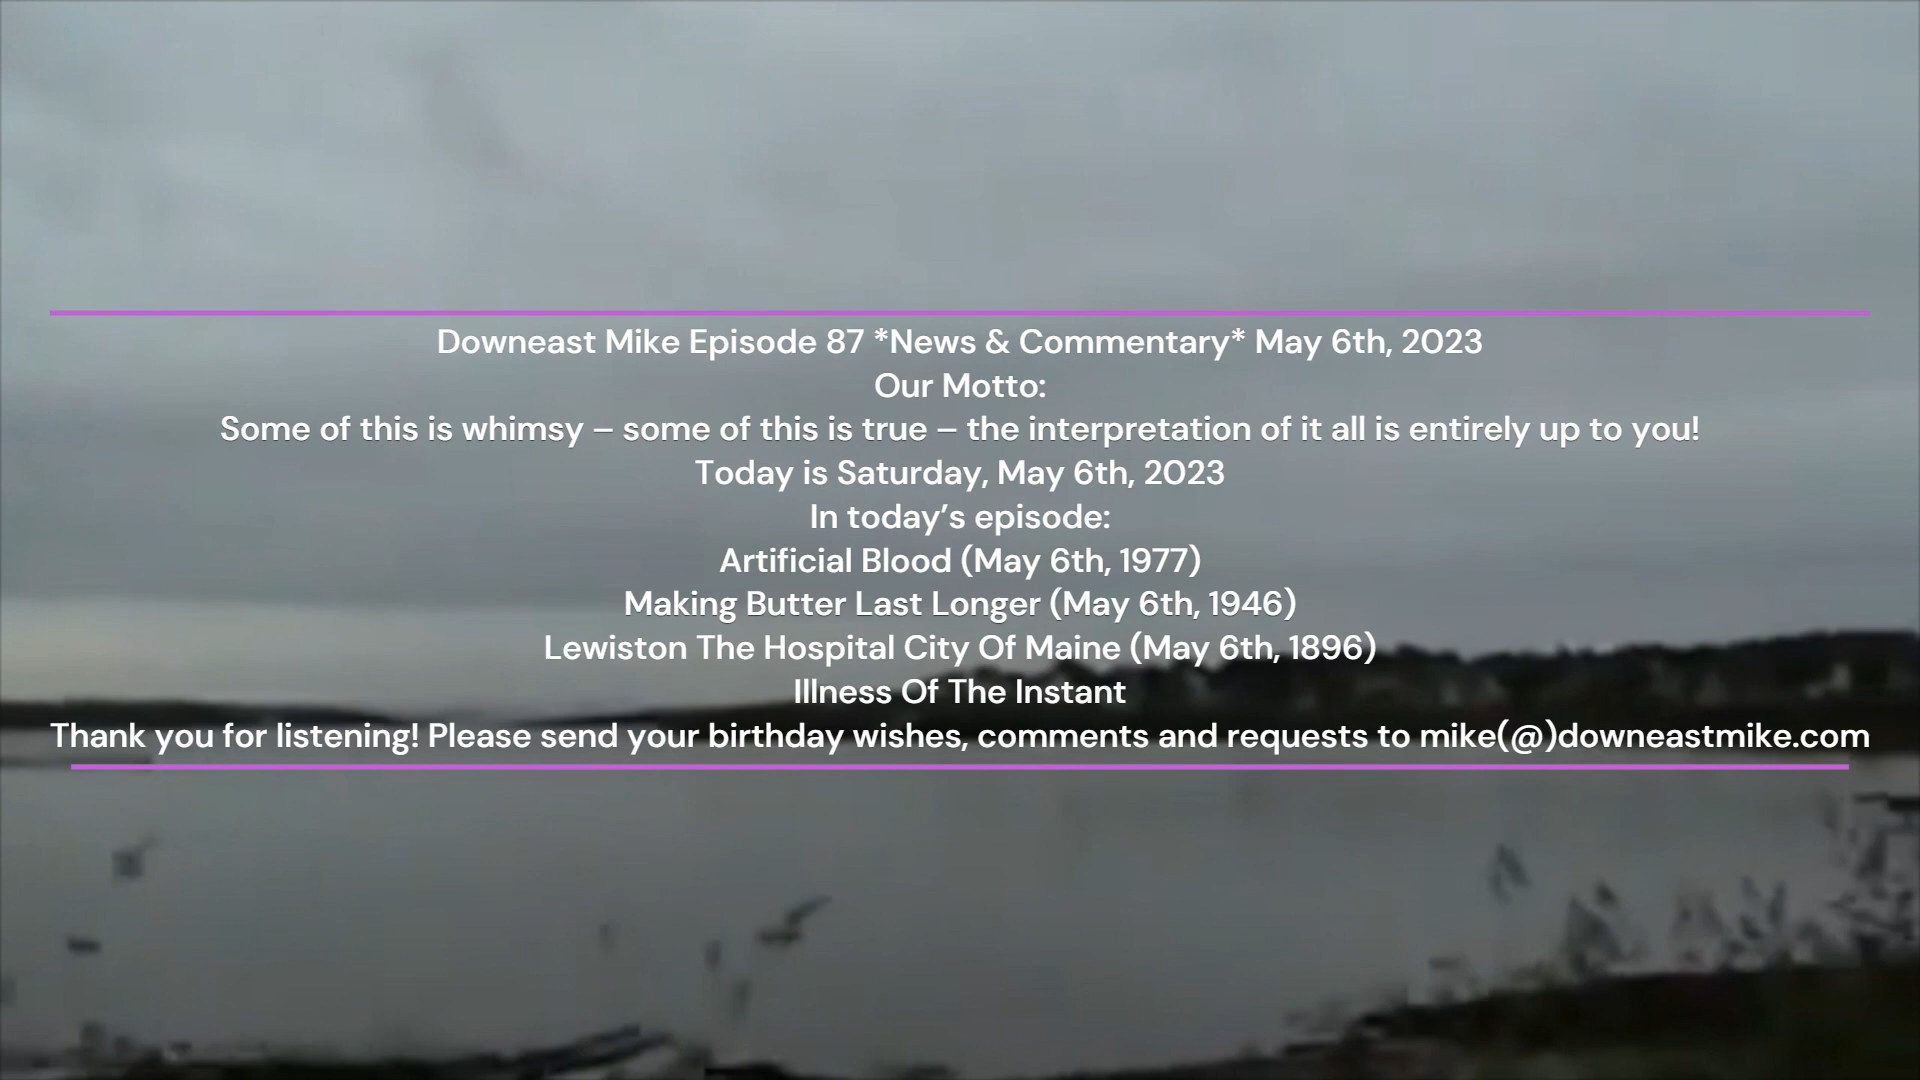 Downeast Mike Episode 87 *News & Commentary* May 6th, 2023
Our Motto:
Some of this is whimsy – some of this is true – the interpretation of it all is entirely up to you!
Today is Saturday, May 6th, 2023
In today’s episode:
Artificial Blood (May 6th, 1977)
Making Butter Last Longer (May 6th, 1946)
Lewiston The Hospital City Of Maine (May 6th, 1896)
Illness Of The Instant
Thank you for listening! Please send your birthday wishes, comments and requests to mike(@)downeastmike.com